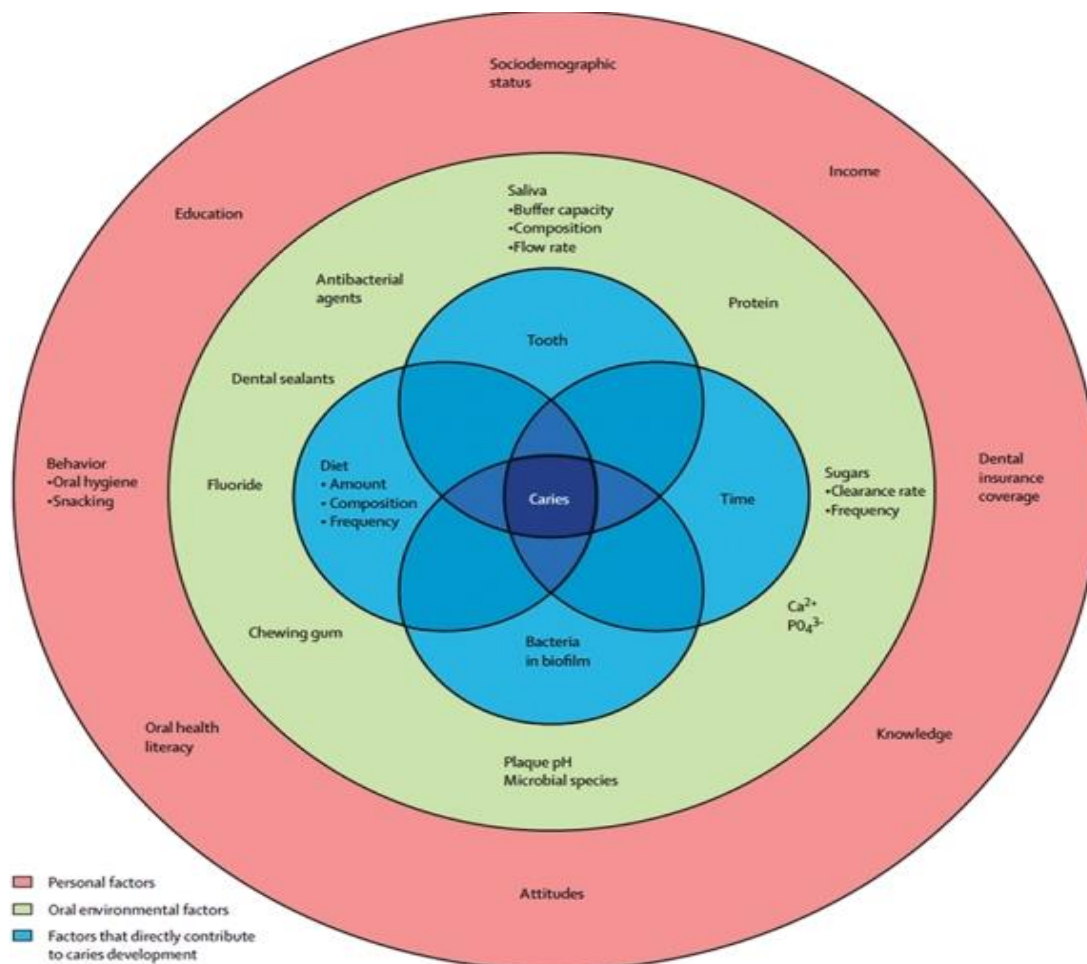 Sociodemographic
status
Income
Education
Saliva
•Buffer capacity
•Composition
•Flow rate
Antibacterial
agents
Protein
Tooth
Dental sealants
Behavior
•Oral hygiene
•Snacking
Fluoride
Diet
• Amount
• Composition
• Frequency
Caries
Time
Sugars
•Clearance rate
•Frequency
Dental
insurance
coverage
Ca²⁺
PO₄³⁻
Chewing gum
Bacteria
in biofilm
Oral health
literacy
Knowledge
Plaque pH
Microbial species
Attitudes
Personal factors
Oral environmental factors
Factors that directly contribute
to caries development